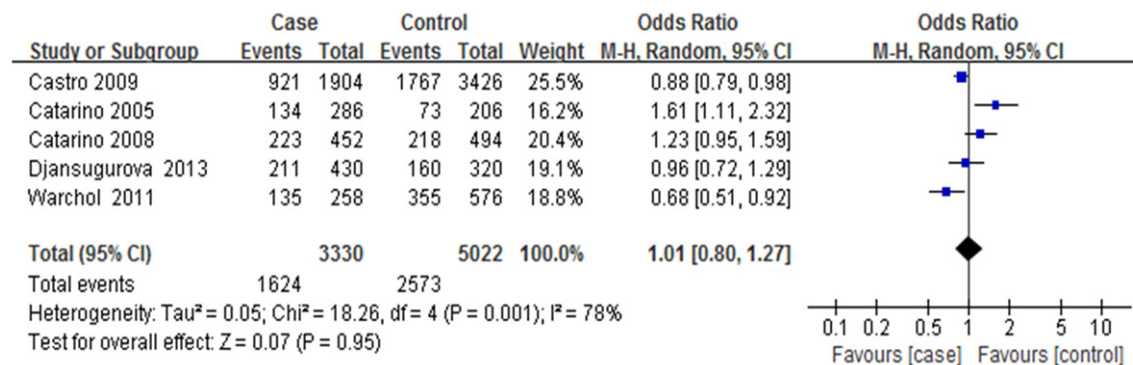 Case Control Odds Ratio Odds Ratio
Study or Subgroup Events Total Events Total Weight M-H, Random, 95% CI M-H, Random, 95% CI
Castro 2009 921 1904 1767 3426 25.5% 0.88 [0.79, 0.98]
Catarino 2005 134 286 73 206 16.2% 1.61 [1.11, 2.32]
Catarino 2008 223 452 218 494 20.4% 1.23 [0.95, 1.59]
Djansugurova 2013 211 430 160 320 19.1% 0.96 [0.72, 1.29]
Warchol 2011 135 258 355 576 18.8% 0.68 [0.51, 0.92]
Total (95% CI) 3330 5022 100.0% 1.01 [0.80, 1.27]
Total events 1624 2573
Heterogeneity: Tau² = 0.05; Chi² = 18.26, df = 4 (P = 0.001); I² = 78%
Test for overall effect: Z = 0.07 (P = 0.95)
0.1 0.2 0.5 1 2 5 10
Favours [case] Favours [control]